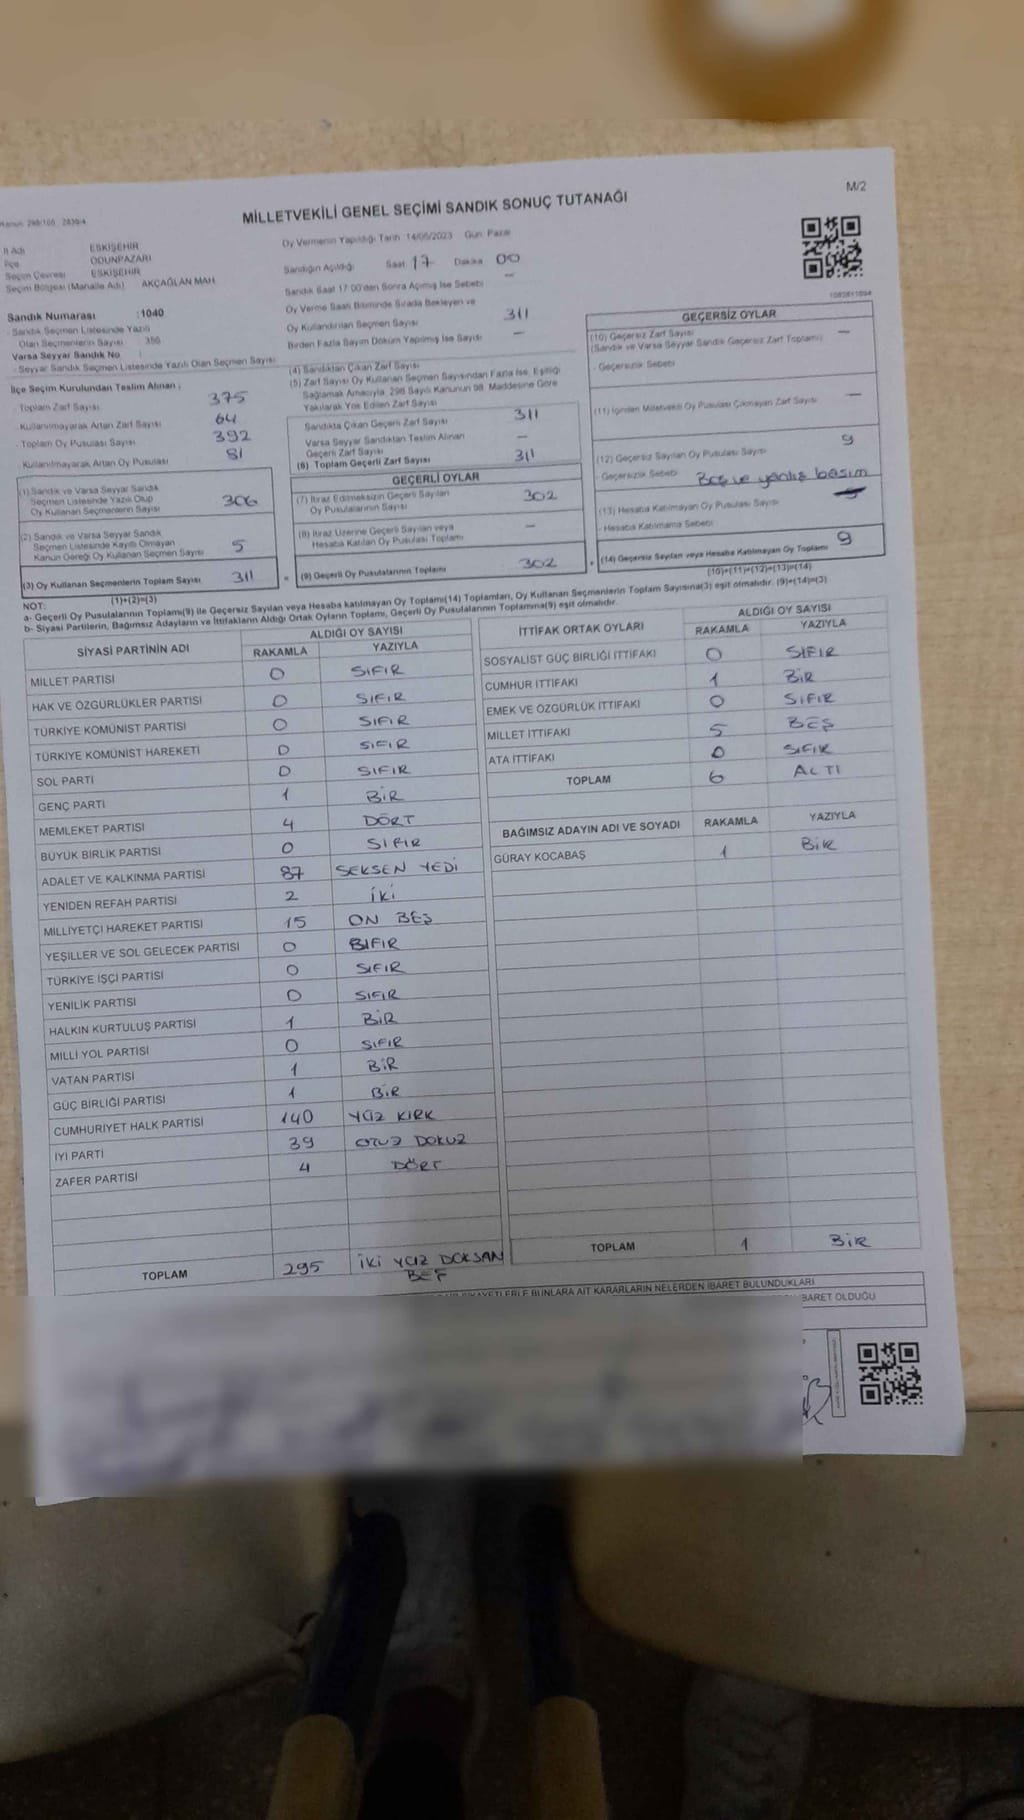 M/2
Kanun: 298/105 , 2839/4
MİLLETVEKİLİ GENEL SEÇİMİ SANDIK SONUÇ TUTANAĞI
İl Adı ESKİŞEHİR
İlçe ODUNPAZARI
Seçim Çevresi ESKİŞEHİR
Seçim Bölgesi (Mahalle Adı) AKÇAĞLAN MAH.
Sandık Numarası :1040
- Sandık Seçmen Listesinde Yazılı
Olan Seçmenlerin Sayısı 350
Varsa Seyyar Sandık No :
- Seyyar Sandık Seçmen Listesinde Yazılı Olan Seçmen Sayısı
İlçe Seçim Kurulundan Teslim Alınan ;
- Toplam Zarf Sayısı 375
- Kullanılmayarak Artan Zarf Sayısı 64
- Toplam Oy Pusulası Sayısı 392
- Kullanılmayarak Artan Oy Pusulası 81
(1) Sandık ve Varsa Seyyar Sandık
Seçmen Listesinde Yazılı Olup
Oy Kullanan Seçmenlerin Sayısı 306
(2) Sandık ve Varsa Seyyar Sandık
Seçmen Listesinde Kayıtlı Olmayan
Kanun Gereği Oy Kullanan Seçmen Sayısı 5
(3) Oy Kullanan Seçmenlerin Toplam Sayısı 311
(1)+(2)=(3)
Oy Vermenin Yapıldığı Tarih :14/05/2023 Gün: Pazar
Sandığın Açıldığı Saat 17 Dakika 00
Sandık Saat 17:00'den Sonra Açılmış İse Sebebi —
Oy Verme Saati Bitiminde Sırada Bekleyen ve
Oy Kullandırılan Seçmen Sayısı 311
Birden Fazla Sayım Döküm Yapılmış İse Sayısı —
(4) Sandıktan Çıkan Zarf Sayısı
(5) Zarf Sayısı Oy Kullanan Seçmen Sayısından Fazla İse, Eşitliği
Sağlamak Amacıyla, 298 Sayılı Kanunun 98. Maddesine Göre
Yakılarak Yok Edilen Zarf Sayısı
Sandıkta Çıkan Geçerli Zarf Sayısı 311
Varsa Seyyar Sandıktan Teslim Alınan
Geçerli Zarf Sayısı —
(6) Toplam Geçerli Zarf Sayısı 311
GEÇERLİ OYLAR
(7) İtiraz Edilmeksizin Geçerli Sayılan
Oy Pusulalarının Sayısı 302
(8) İtiraz Üzerine Geçerli Sayılan veya
Hesaba Katılan Oy Pusulası Toplamı —
= (9) Geçerli Oy Pusulalarının Toplamı 302
GEÇERSİZ OYLAR
(10) Geçersiz Zarf Sayısı —
(Sandık ve Varsa Seyyar Sandık Geçersiz Zarf Toplamı)
- Geçersizlik Sebebi
(11) İçinden Milletvekili Oy Pusulası Çıkmayan Zarf Sayısı —
(12) Geçersiz Sayılan Oy Pusulası Sayısı 9
- Geçersizlik Sebebi Boş ve yanlış basım
(13) Hesaba Katılmayan Oy Pusulası Sayısı
- Hesaba Katılmama Sebebi
+ (14) Geçersiz Sayılan veya Hesaba Katılmayan Oy Toplamı 9
(10)+(11)+(12)+(13)=(14)
NOT:
a- Geçerli Oy Pusulalarının Toplamı(9) ile Geçersiz Sayılan veya Hesaba katılmayan Oy Toplamı(14) Toplamları, Oy Kullanan Seçmenlerin Toplam Sayısına(3) eşit olmalıdır. (9)+(14)=(3)
b- Siyasi Partilerin, Bağımsız Adayların ve İttifakların Aldığı Ortak Oyların Toplamı, Geçerli Oy Pusulalarının Toplamına(9) eşit olmalıdır.
SİYASİ PARTİNİN ADI ALDIĞI OY SAYISI
RAKAMLA YAZIYLA
MİLLET PARTİSİ 0 SIFIR
HAK VE ÖZGÜRLÜKLER PARTİSİ 0 SIFIR
TÜRKİYE KOMÜNİST PARTİSİ 0 SIFIR
TÜRKİYE KOMÜNİST HAREKETİ 0 SIFIR
SOL PARTİ 0 SIFIR
GENÇ PARTİ 1 BİR
MEMLEKET PARTİSİ 4 DÖRT
BÜYÜK BİRLİK PARTİSİ 0 SIFIR
ADALET VE KALKINMA PARTİSİ 87 SEKSEN YEDİ
YENİDEN REFAH PARTİSİ 2 İKİ
MİLLİYETÇİ HAREKET PARTİSİ 15 ON BEŞ
YEŞİLLER VE SOL GELECEK PARTİSİ 0 SIFIR
TÜRKİYE İŞÇİ PARTİSİ 0 SIFIR
YENİLİK PARTİSİ 0 SIFIR
HALKIN KURTULUŞ PARTİSİ 1 BİR
MİLLİ YOL PARTİSİ 0 SIFIR
VATAN PARTİSİ 1 BİR
GÜÇ BİRLİĞİ PARTİSİ 1 BİR
CUMHURİYET HALK PARTİSİ 140 YÜZ KIRK
İYİ PARTİ 39 OTUZ DOKUZ
ZAFER PARTİSİ 4 DÖRT
TOPLAM 295 İKİ YÜZ DOKSAN
BEŞ
İTTİFAK ORTAK OYLARI ALDIĞI OY SAYISI
RAKAMLA YAZIYLA
SOSYALİST GÜÇ BİRLİĞİ İTTİFAKI 0 SIFIR
CUMHUR İTTİFAKI 1 BİR
EMEK VE ÖZGÜRLÜK İTTİFAKI 0 SIFIR
MİLLET İTTİFAKI 5 BEŞ
ATA İTTİFAKI 0 SIFIR
TOPLAM 6 ALTI
BAĞIMSIZ ADAYIN ADI VE SOYADI RAKAMLA YAZIYLA
GÜRAY KOCABAŞ 1 BİR
TOPLAM 1 BİR
BUNLARA AİT KARARLARIN NELERDEN İBARET BULUNDUKLARI
İBARET OLDUĞU